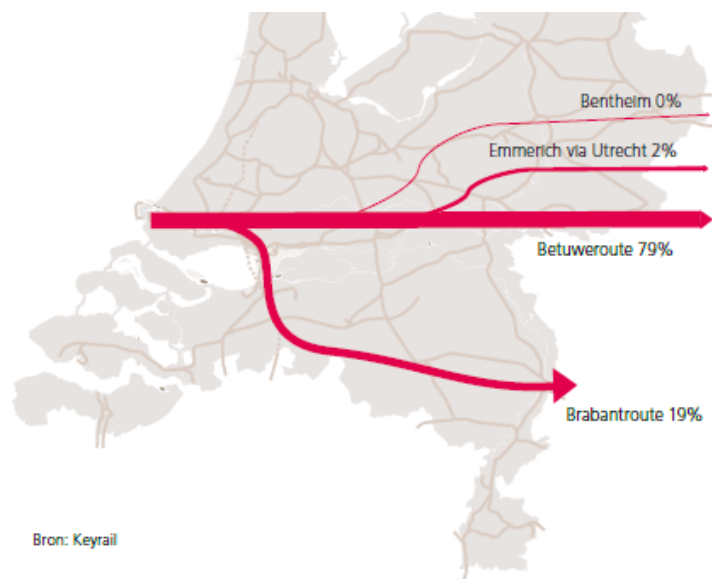 Bentheim 0%
Emmerich via Utrecht 2%
Betuweroute 79%
Brabantroute 19%
Bron: Keyrail